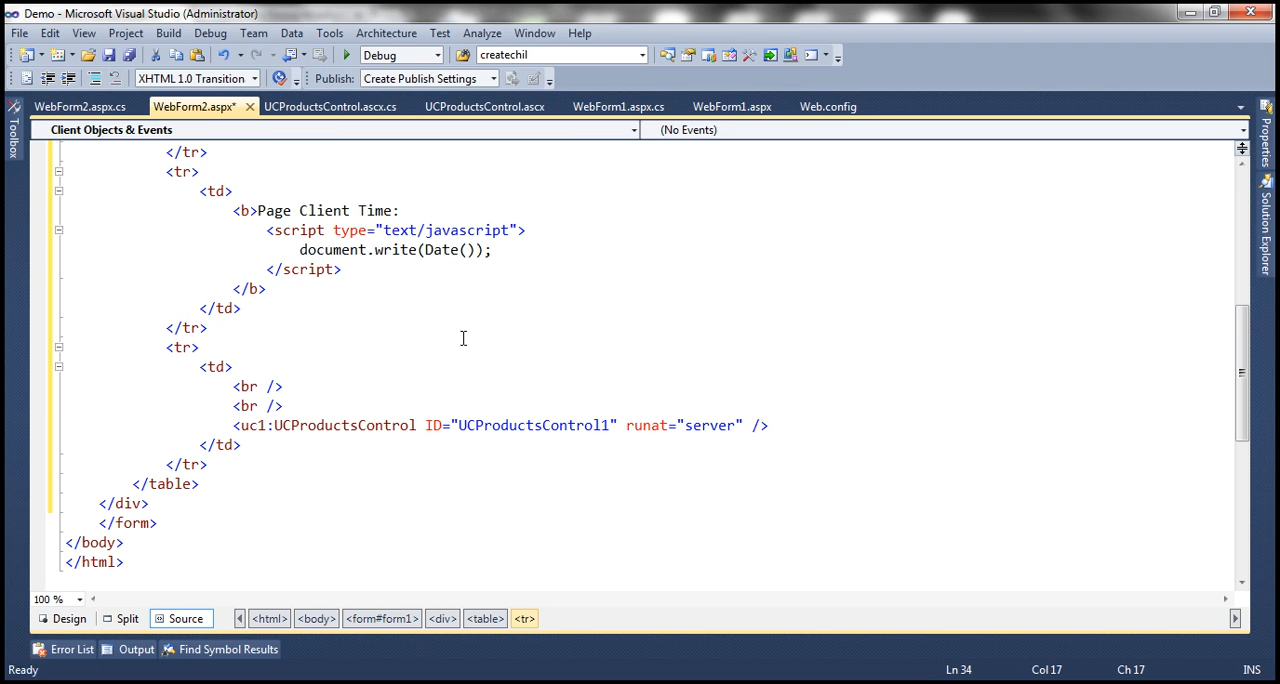 Demo - Microsoft Visual Studio (Administrator)
File Edit View Project Build Debug Team Data Tools Architecture Test Analyze Window Help
Debug createchil
XHTML 1.0 Transition Publish: Create Publish Settings
WebForm2.aspx.cs WebForm2.aspx* UCProductsControl.ascx.cs UCProductsControl.ascx WebForm1.aspx.cs WebForm1.aspx Web.config
Client Objects & Events (No Events)
Toolbox
Properties
Solution Explorer
</tr>
<tr>
<td>
<b>Page Client Time:
<script type="text/javascript">
document.write(Date());
</script>
</b>
</td>
</tr>
<tr>
<td>
<br />
<br />
<uc1:UCProductsControl ID="UCProductsControl1" runat="server" />
</td>
</tr>
</table>
</div>
</form>
</body>
</html>
100 %
Design Split Source <html> <body> <form#form1> <div> <table> <tr>
Error List Output Find Symbol Results
Ready Ln 34 Col 17 Ch 17 INS